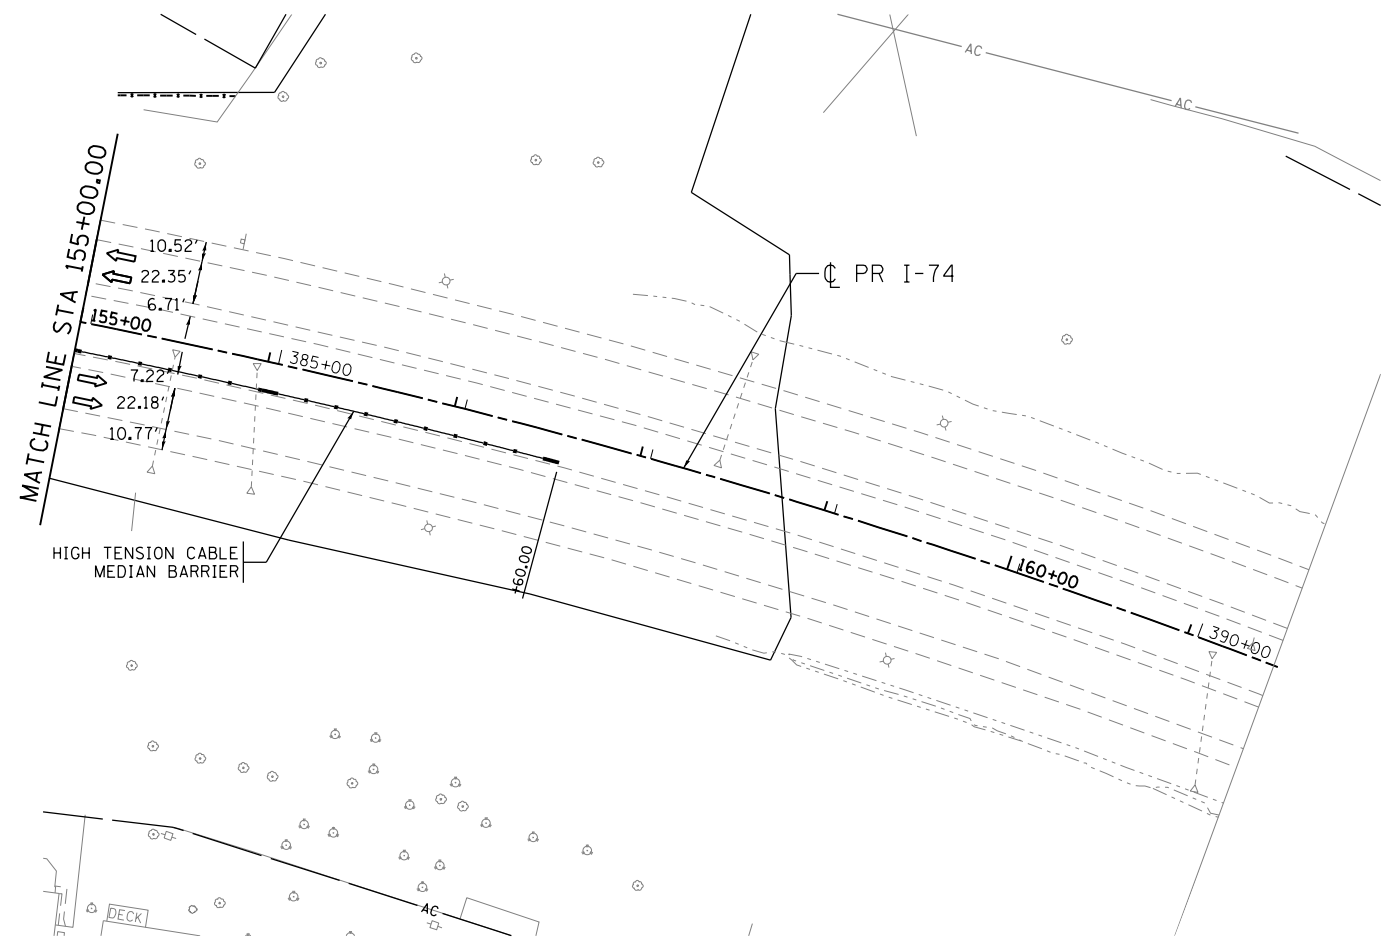 AC
AC
MATCH LINE STA 155+00.00
10.52'
22.35'
6.71'
155+00
℄ PR I-74
385+00
7.22'
22.18'
10.77'
HIGH TENSION CABLE
MEDIAN BARRIER
+60.00
160+00
390+00
AC
DECK